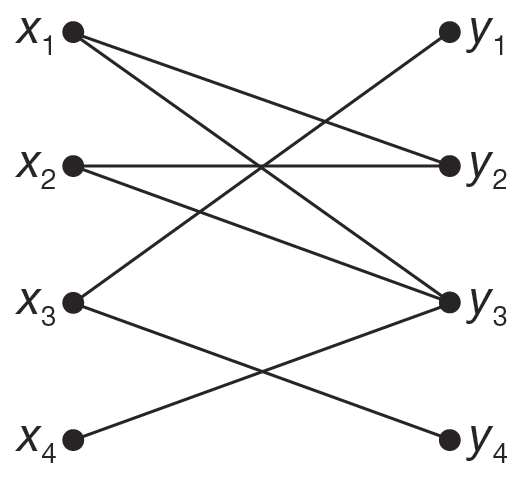 x₁ y₁
x₂ y₂
x₃ y₃
x₄ y₄